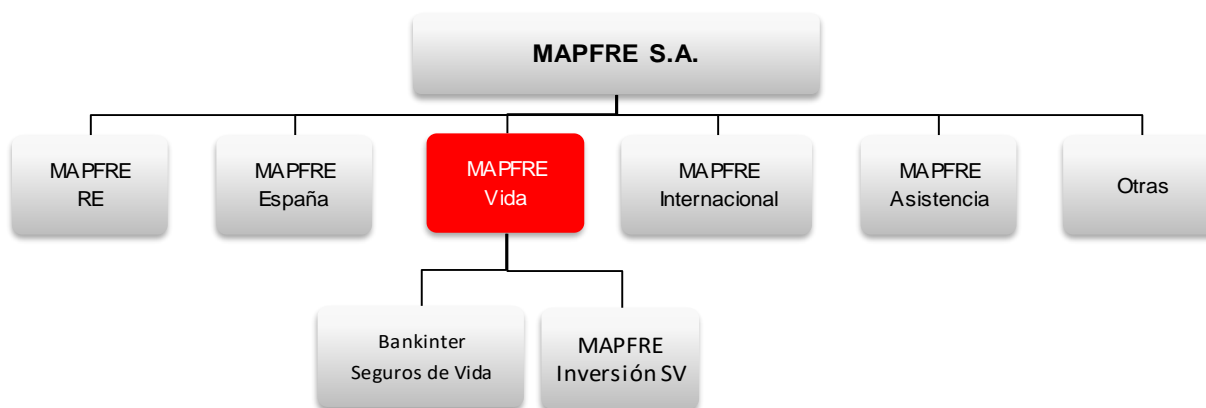 MAPFRE S.A.
MAPFRE
RE
MAPFRE
España
MAPFRE
Vida
MAPFRE
Internacional
MAPFRE
Asistencia
Otras
Bankinter
Seguros de Vida
MAPFRE
Inversión SV